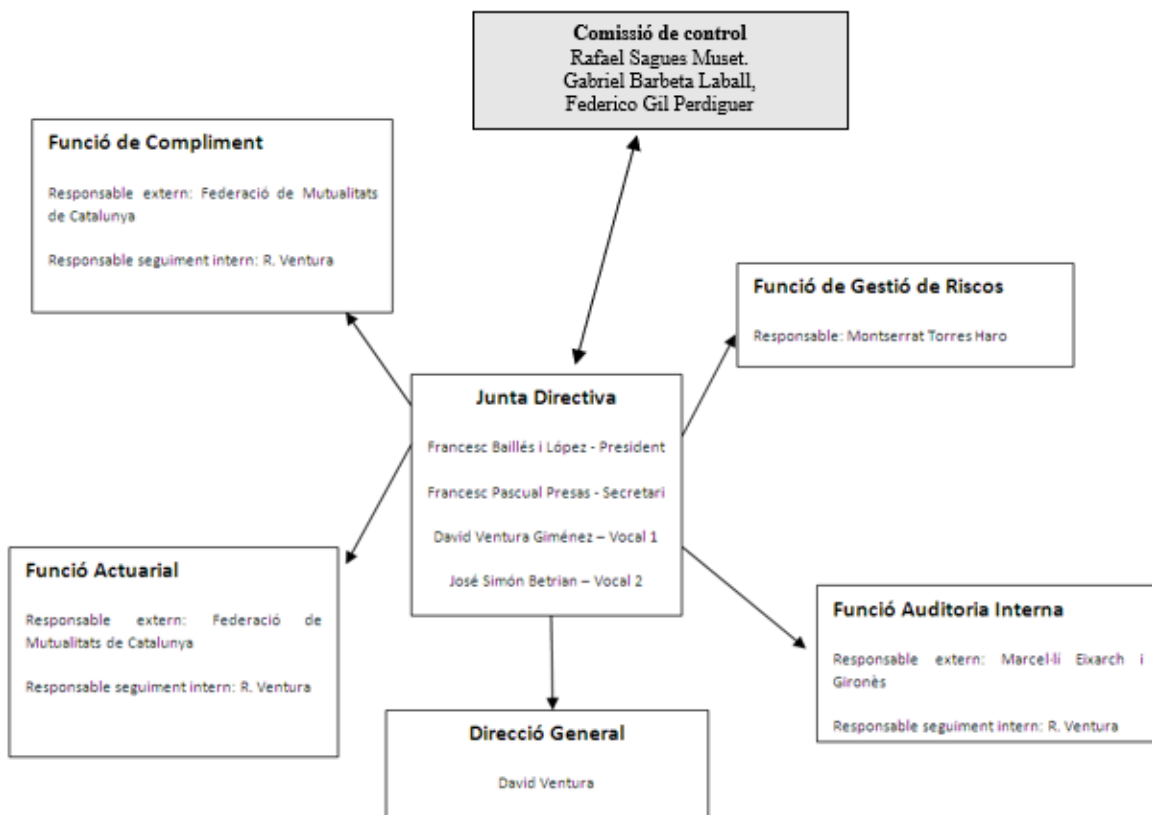 Comissió de control
Rafael Sagues Muset.
Gabriel Barbeta Laball,
Federico Gil Perdiguer
Funció de Compliment
Responsable extern: Federació de Mutualitats
de Catalunya
Responsable seguiment intern: R. Ventura
Funció de Gestió de Riscos
Responsable: Montserrat Torres Haro
Junta Directiva
Francesc Baillés i López - President
Francesc Pascual Presas - Secretari
David Ventura Giménez – Vocal 1
José Simón Betrian – Vocal 2
Funció Actuarial
Responsable extern: Federació de
Mutualitats de Catalunya
Responsable seguiment intern: R. Ventura
Funció Auditoria Interna
Responsable extern: Marcel·lí Eixarch i
Gironès
Responsable seguiment intern: R. Ventura
Direcció General
David Ventura